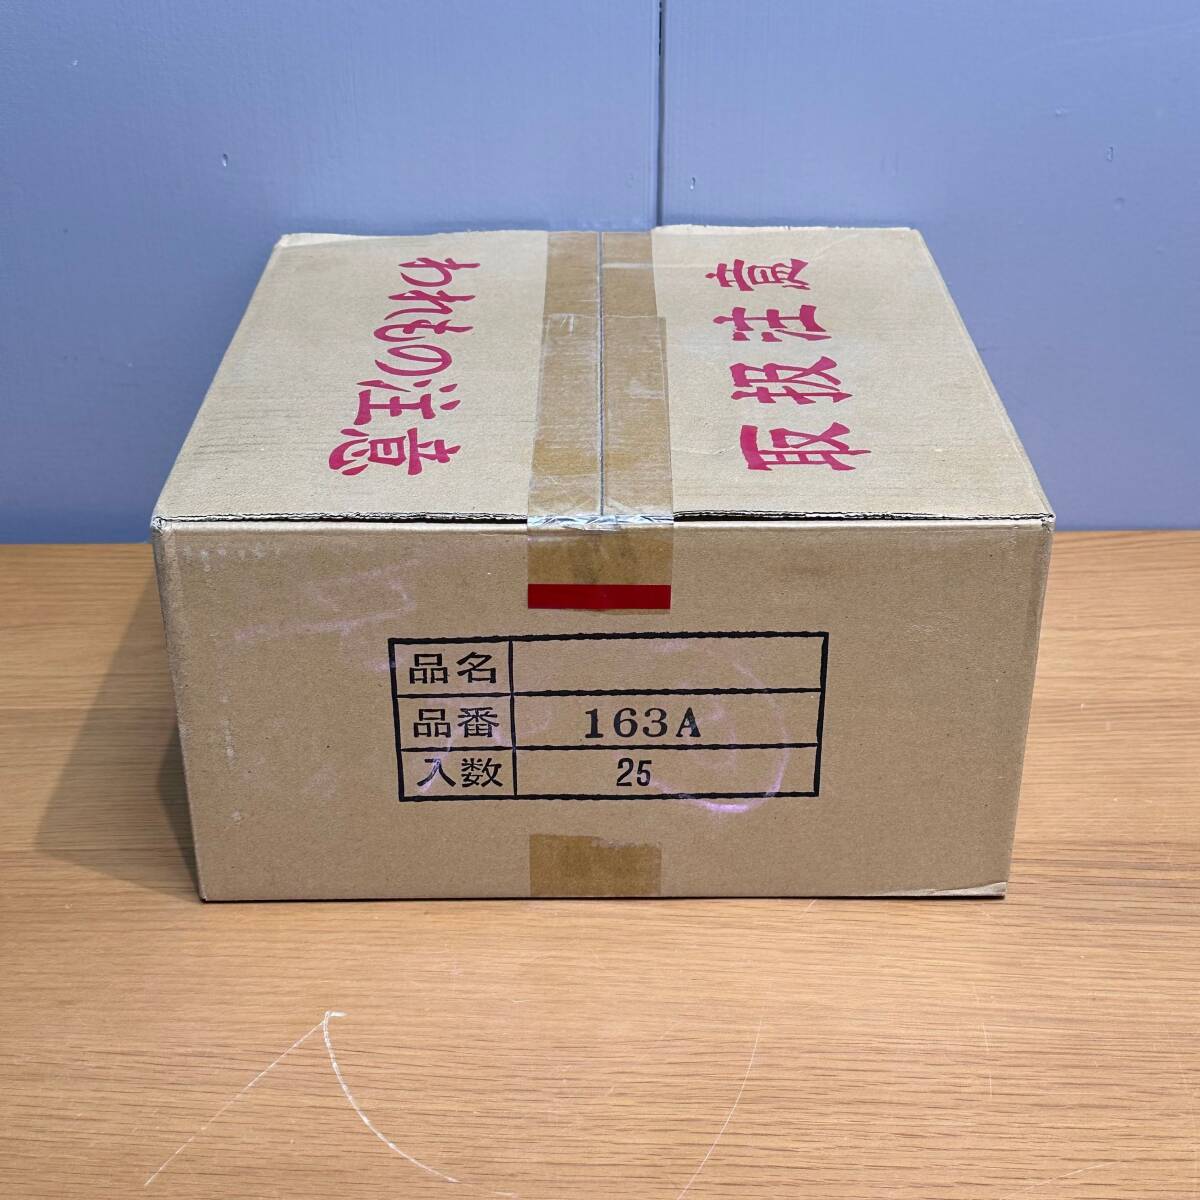 われもの注意
取扱注意
品名
品番 163A
入数 25